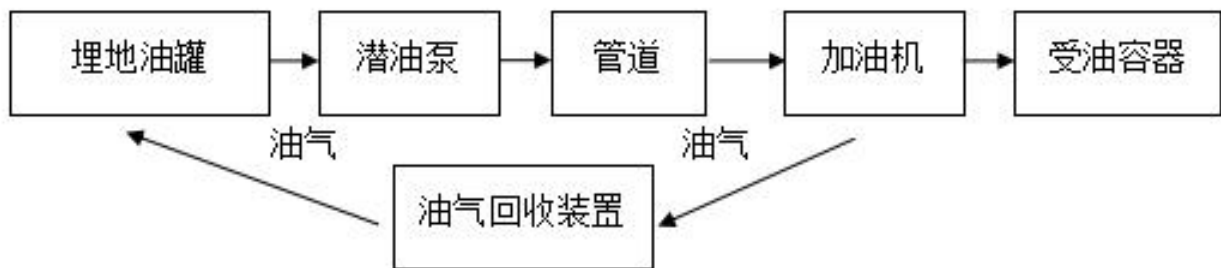 埋地油罐
潜油泵
管道
加油机
受油容器
油气
油气
油气回收装置